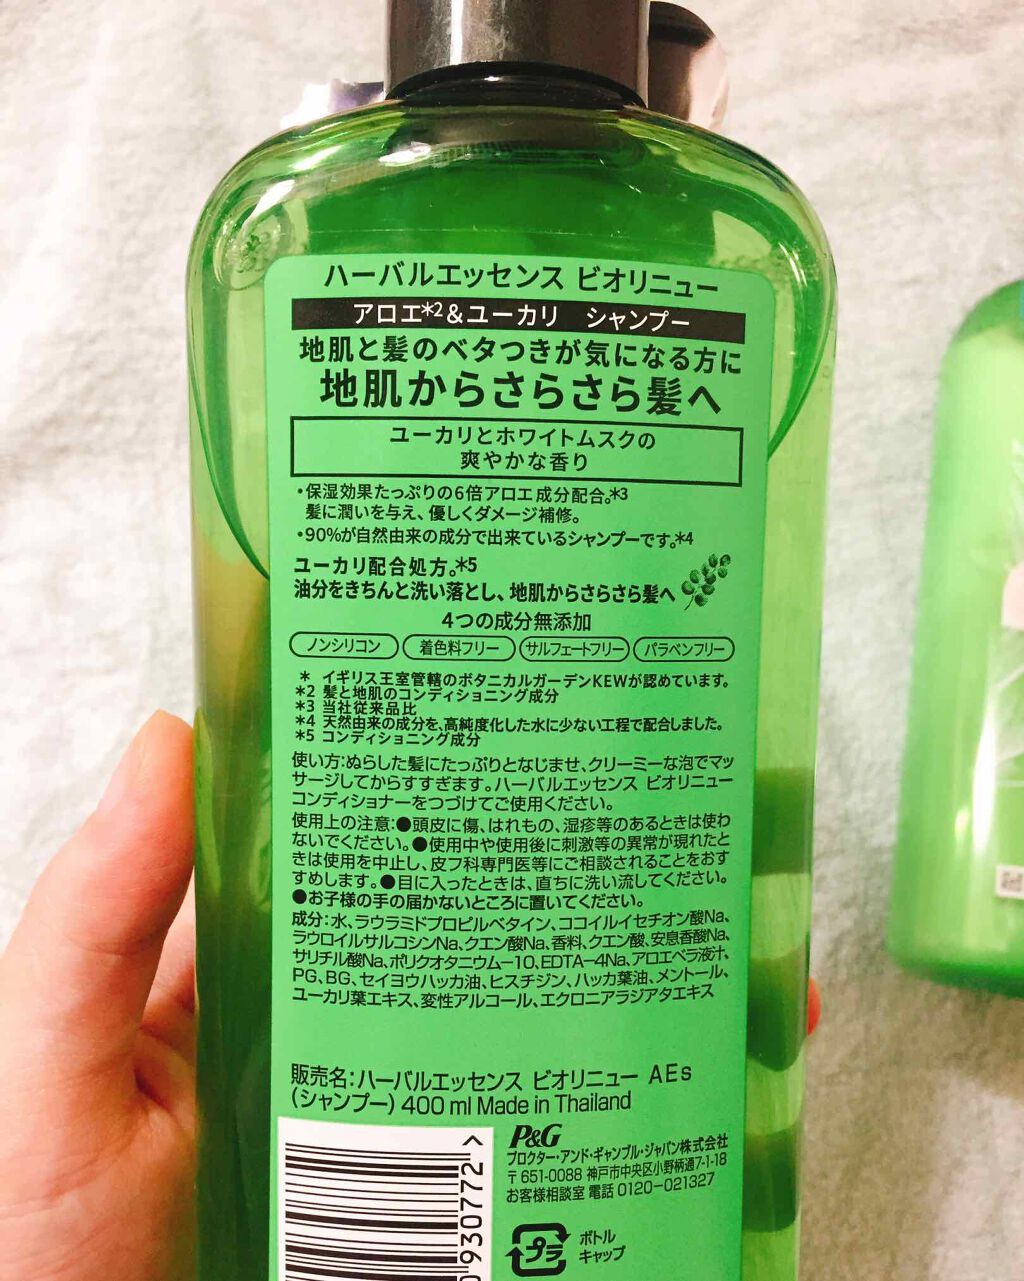 ハーバルエッセンス ビオリニュー
アロエ*2&ユーカリ シャンプー
地肌と髪のベタつきが気になる方に
地肌からさらさら髪へ
ユーカリとホワイトムスクの
爽やかな香り
・保湿効果たっぷりの6倍アロエ成分配合。*3
髪に潤いを与え、優しくダメージ補修。
・90%が自然由来の成分で出来ているシャンプーです。*4
ユーカリ配合処方。*5
油分をきちんと洗い落とし、地肌からさらさら髪へ
4つの成分無添加
ノンシリコン 着色料フリー サルフェートフリー パラベンフリー
* イギリス王室管轄のボタニカルガーデンKEWが認めています。
*2 髪と地肌のコンディショニング成分
*3 当社従来品比
*4 天然由来の成分を、高純度化した水に少ない工程で配合しました。
*5 コンディショニング成分
使い方:ぬらした髪にたっぷりとなじませ、クリーミーな泡でマッ
サージしてからすすぎます。ハーバルエッセンス ビオリニュー
コンディショナーをつづけてご使用ください。
使用上の注意:●頭皮に傷、はれもの、湿疹等のあるときは使わ
ないでください。●使用中や使用後に刺激等の異常が現れたと
きは使用を中止し、皮フ科専門医等にご相談されることをおす
すめします。●目に入ったときは、直ちに洗い流してください。
●お子様の手の届かないところに置いてください。
成分:水、ラウラミドプロピルベタイン、ココイルイセチオン酸Na、
ラウロイルサルコシンNa、クエン酸Na、香料、クエン酸、安息香酸Na、
サリチル酸Na、ポリクオタニウム-10、EDTA-4Na、アロエベラ液汁、
PG、BG、セイヨウハッカ油、ヒスチジン、ハッカ葉油、メントール、
ユーカリ葉エキス、変性アルコール、エクロニアラジアタエキス
販売名:ハーバルエッセンス ビオリニュー AEs
(シャンプー) 400 ml Made in Thailand
P&G
プロクター・アンド・ギャンブル・ジャパン株式会社
〒651-0088 神戸市中央区小野柄通7-1-18
お客様相談室 電話 0120-021327
プラ
ボトル
キャップ
930772 >